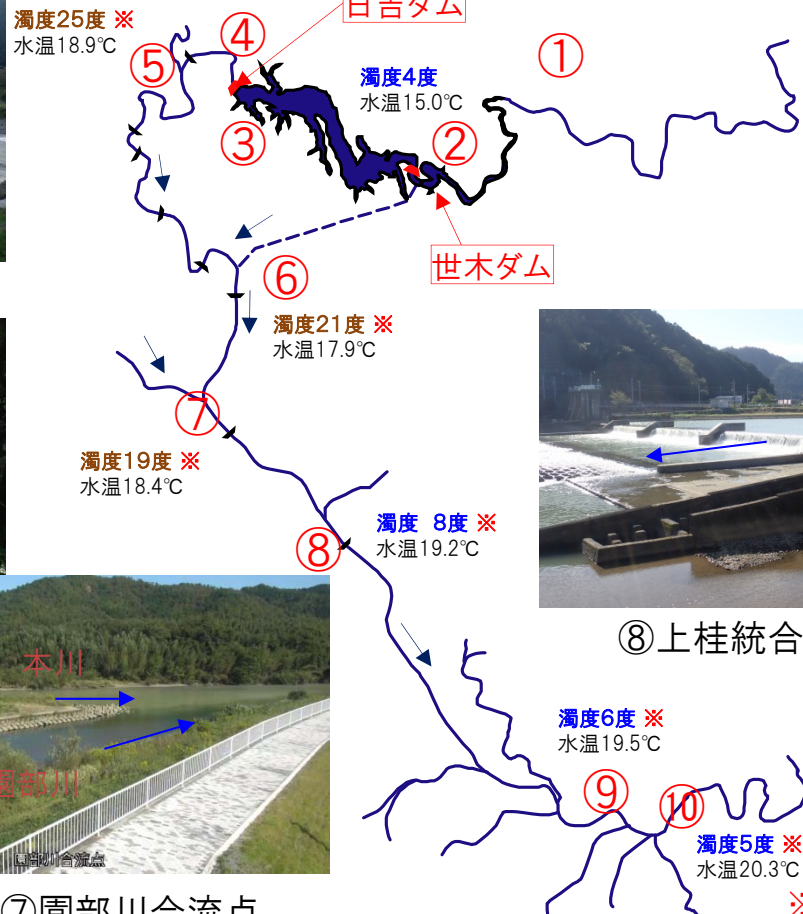 日吉ダム
濁度25度 ※
水温18.9℃
④
①
⑤
濁度4度
水温15.0℃
③
②
世木ダム
⑥
濁度21度 ※
水温17.9℃
⑦
濁度19度 ※
水温18.4℃
濁度 8度 ※
水温19.2℃
⑧
⑧上桂統合
本川
園部川
園部川合流点
濁度6度 ※
水温19.5℃
⑨
⑩
濁度5度 ※
水温20.3℃
※
⑦園部川合流点